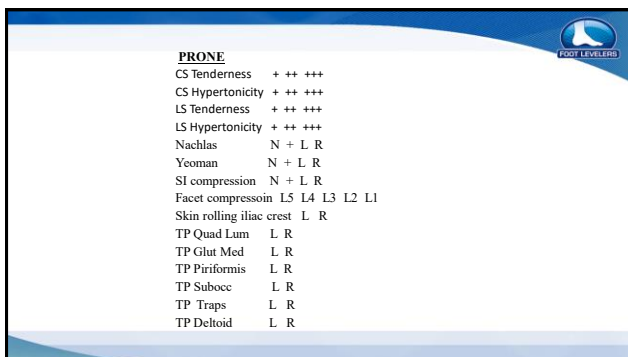 FOOT LEVELERS
PRONE
CS Tenderness + ++ +++
CS Hypertonicity + ++ +++
LS Tenderness + ++ +++
LS Hypertonicity + ++ +++
Nachlas N + L R
Yeoman N + L R
SI compression N + L R
Facet compressoin L5 L4 L3 L2 L1
Skin rolling iliac crest L R
TP Quad Lum L R
TP Glut Med L R
TP Piriformis L R
TP Subocc L R
TP Traps L R
TP Deltoid L R